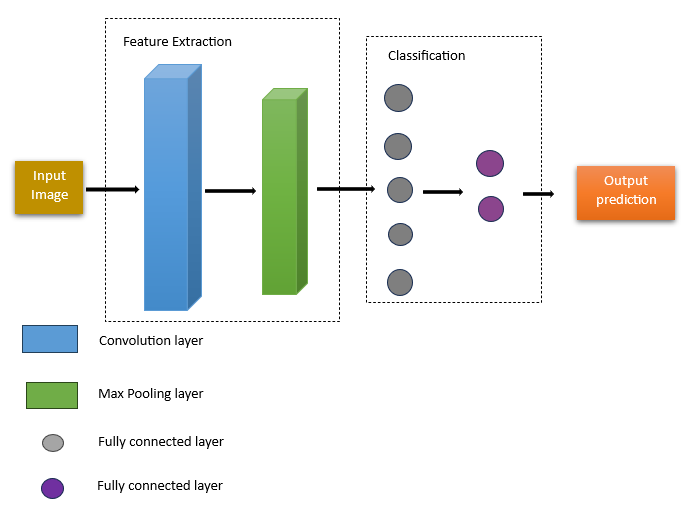 Feature Extraction
Classification
Input
Image
Output
prediction
Convolution layer
Max Pooling layer
Fully connected layer
Fully connected layer